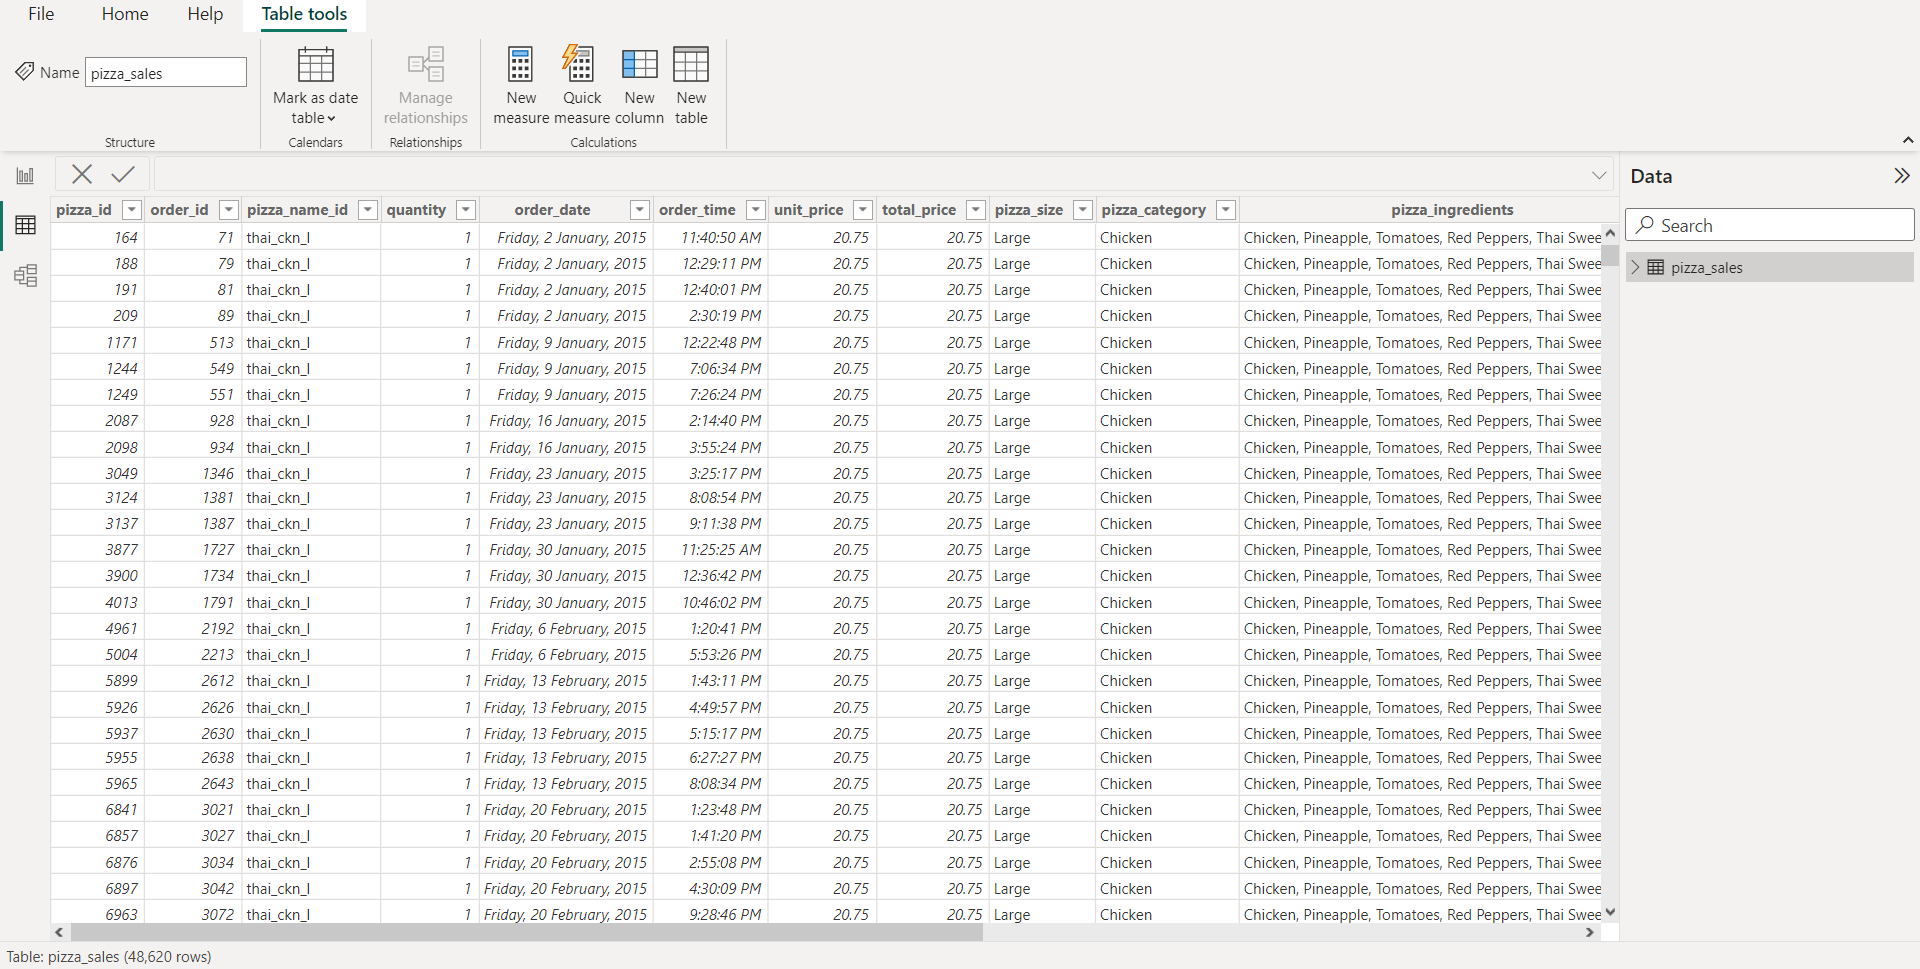 File Home Help Table tools
Name pizza_sales
Mark as date table
Manage relationships
New measure
Quick measure
New column
New table
Structure Calendars Relationships Calculations
Data
Search
pizza_sales
pizza_id order_id pizza_name_id quantity order_date order_time unit_price total_price pizza_size pizza_category pizza_ingredients
164 71 thai_ckn_l 1 Friday, 2 January, 2015 11:40:50 AM 20.75 20.75 Large Chicken Chicken, Pineapple, Tomatoes, Red Peppers, Thai Swee
188 79 thai_ckn_l 1 Friday, 2 January, 2015 12:29:11 PM 20.75 20.75 Large Chicken Chicken, Pineapple, Tomatoes, Red Peppers, Thai Swee
191 81 thai_ckn_l 1 Friday, 2 January, 2015 12:40:01 PM 20.75 20.75 Large Chicken Chicken, Pineapple, Tomatoes, Red Peppers, Thai Swee
209 89 thai_ckn_l 1 Friday, 2 January, 2015 2:30:19 PM 20.75 20.75 Large Chicken Chicken, Pineapple, Tomatoes, Red Peppers, Thai Swee
1171 513 thai_ckn_l 1 Friday, 9 January, 2015 12:22:48 PM 20.75 20.75 Large Chicken Chicken, Pineapple, Tomatoes, Red Peppers, Thai Swee
1244 549 thai_ckn_l 1 Friday, 9 January, 2015 7:06:34 PM 20.75 20.75 Large Chicken Chicken, Pineapple, Tomatoes, Red Peppers, Thai Swee
1249 551 thai_ckn_l 1 Friday, 9 January, 2015 7:26:24 PM 20.75 20.75 Large Chicken Chicken, Pineapple, Tomatoes, Red Peppers, Thai Swee
2087 928 thai_ckn_l 1 Friday, 16 January, 2015 2:14:40 PM 20.75 20.75 Large Chicken Chicken, Pineapple, Tomatoes, Red Peppers, Thai Swee
2098 934 thai_ckn_l 1 Friday, 16 January, 2015 3:55:24 PM 20.75 20.75 Large Chicken Chicken, Pineapple, Tomatoes, Red Peppers, Thai Swee
3049 1346 thai_ckn_l 1 Friday, 23 January, 2015 3:25:17 PM 20.75 20.75 Large Chicken Chicken, Pineapple, Tomatoes, Red Peppers, Thai Swee
3124 1381 thai_ckn_l 1 Friday, 23 January, 2015 8:08:54 PM 20.75 20.75 Large Chicken Chicken, Pineapple, Tomatoes, Red Peppers, Thai Swee
3137 1387 thai_ckn_l 1 Friday, 23 January, 2015 9:11:38 PM 20.75 20.75 Large Chicken Chicken, Pineapple, Tomatoes, Red Peppers, Thai Swee
3877 1727 thai_ckn_l 1 Friday, 30 January, 2015 11:25:25 AM 20.75 20.75 Large Chicken Chicken, Pineapple, Tomatoes, Red Peppers, Thai Swee
3900 1734 thai_ckn_l 1 Friday, 30 January, 2015 12:36:42 PM 20.75 20.75 Large Chicken Chicken, Pineapple, Tomatoes, Red Peppers, Thai Swee
4013 1791 thai_ckn_l 1 Friday, 30 January, 2015 10:46:02 PM 20.75 20.75 Large Chicken Chicken, Pineapple, Tomatoes, Red Peppers, Thai Swee
4961 2192 thai_ckn_l 1 Friday, 6 February, 2015 1:20:41 PM 20.75 20.75 Large Chicken Chicken, Pineapple, Tomatoes, Red Peppers, Thai Swee
5004 2213 thai_ckn_l 1 Friday, 6 February, 2015 5:53:26 PM 20.75 20.75 Large Chicken Chicken, Pineapple, Tomatoes, Red Peppers, Thai Swee
5899 2612 thai_ckn_l 1 Friday, 13 February, 2015 1:43:11 PM 20.75 20.75 Large Chicken Chicken, Pineapple, Tomatoes, Red Peppers, Thai Swee
5926 2626 thai_ckn_l 1 Friday, 13 February, 2015 4:49:57 PM 20.75 20.75 Large Chicken Chicken, Pineapple, Tomatoes, Red Peppers, Thai Swee
5937 2630 thai_ckn_l 1 Friday, 13 February, 2015 5:15:17 PM 20.75 20.75 Large Chicken Chicken, Pineapple, Tomatoes, Red Peppers, Thai Swee
5955 2638 thai_ckn_l 1 Friday, 13 February, 2015 6:27:27 PM 20.75 20.75 Large Chicken Chicken, Pineapple, Tomatoes, Red Peppers, Thai Swee
5965 2643 thai_ckn_l 1 Friday, 13 February, 2015 8:08:34 PM 20.75 20.75 Large Chicken Chicken, Pineapple, Tomatoes, Red Peppers, Thai Swee
6841 3021 thai_ckn_l 1 Friday, 20 February, 2015 1:23:48 PM 20.75 20.75 Large Chicken Chicken, Pineapple, Tomatoes, Red Peppers, Thai Swee
6857 3027 thai_ckn_l 1 Friday, 20 February, 2015 1:41:20 PM 20.75 20.75 Large Chicken Chicken, Pineapple, Tomatoes, Red Peppers, Thai Swee
6876 3034 thai_ckn_l 1 Friday, 20 February, 2015 2:55:08 PM 20.75 20.75 Large Chicken Chicken, Pineapple, Tomatoes, Red Peppers, Thai Swee
6897 3042 thai_ckn_l 1 Friday, 20 February, 2015 4:30:09 PM 20.75 20.75 Large Chicken Chicken, Pineapple, Tomatoes, Red Peppers, Thai Swee
6963 3072 thai_ckn_l 1 Friday, 20 February, 2015 9:28:46 PM 20.75 20.75 Large Chicken Chicken, Pineapple, Tomatoes, Red Peppers, Thai Swee
Table: pizza_sales (48,620 rows)